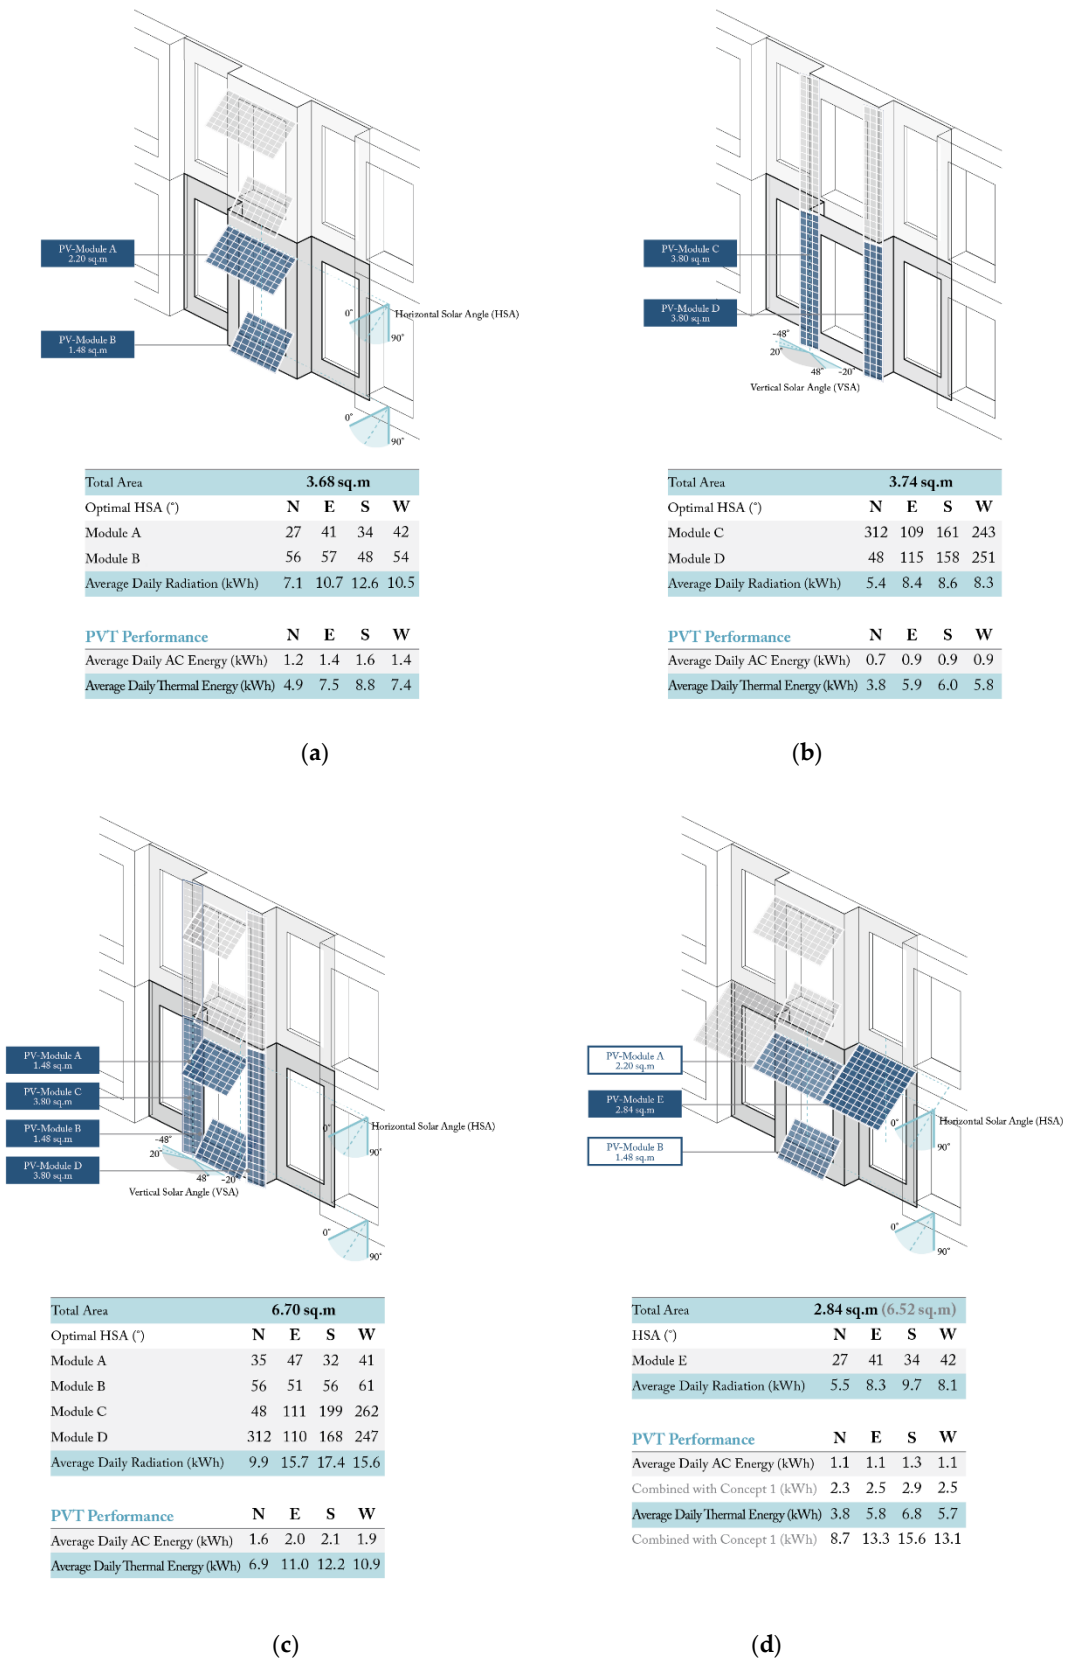 PV-Module A
2.20 sq.m
PV-Module B
1.48 sq.m
0°
Horizontal Solar Angle (HSA)
90°
0°
90°
Total Area 3.68 sq.m
Optimal HSA (°) N E S W
Module A 27 41 34 42
Module B 56 57 48 54
Average Daily Radiation (kWh) 7.1 10.7 12.6 10.5
PVT Performance N E S W
Average Daily AC Energy (kWh) 1.2 1.4 1.6 1.4
Average Daily Thermal Energy (kWh) 4.9 7.5 8.8 7.4
(a)
PV-Module C
3.80 sq.m
PV-Module D
3.80 sq.m
-48°
20°
48°
-20°
Vertical Solar Angle (VSA)
Total Area 3.74 sq.m
Optimal HSA (°) N E S W
Module C 312 109 161 243
Module D 48 115 158 251
Average Daily Radiation (kWh) 5.4 8.4 8.6 8.3
PVT Performance N E S W
Average Daily AC Energy (kWh) 0.7 0.9 0.9 0.9
Average Daily Thermal Energy (kWh) 3.8 5.9 6.0 5.8
(b)
PV-Module A
1.48 sq.m
PV-Module C
3.80 sq.m
PV-Module B
1.48 sq.m
PV-Module D
3.80 sq.m
-48°
20°
48°
-20°
Vertical Solar Angle (VSA)
0°
Horizontal Solar Angle (HSA)
90°
0°
90°
Total Area 6.70 sq.m
Optimal HSA (°) N E S W
Module A 35 47 32 41
Module B 56 51 56 61
Module C 48 111 199 262
Module D 312 110 168 247
Average Daily Radiation (kWh) 9.9 15.7 17.4 15.6
PVT Performance N E S W
Average Daily AC Energy (kWh) 1.6 2.0 2.1 1.9
Average Daily Thermal Energy (kWh) 6.9 11.0 12.2 10.9
(c)
PV-Module A
2.20 sq.m
PV-Module E
2.84 sq.m
PV-Module B
1.48 sq.m
0°
Horizontal Solar Angle (HSA)
90°
0°
90°
Total Area 2.84 sq.m (6.52 sq.m)
HSA (°) N E S W
Module E 27 41 34 42
Average Daily Radiation (kWh) 5.5 8.3 9.7 8.1
PVT Performance N E S W
Average Daily AC Energy (kWh) 1.1 1.1 1.3 1.1
Combined with Concept 1 (kWh) 2.3 2.5 2.9 2.5
Average Daily Thermal Energy (kWh) 3.8 5.8 6.8 5.7
Combined with Concept 1 (kWh) 8.7 13.3 15.6 13.1
(d)